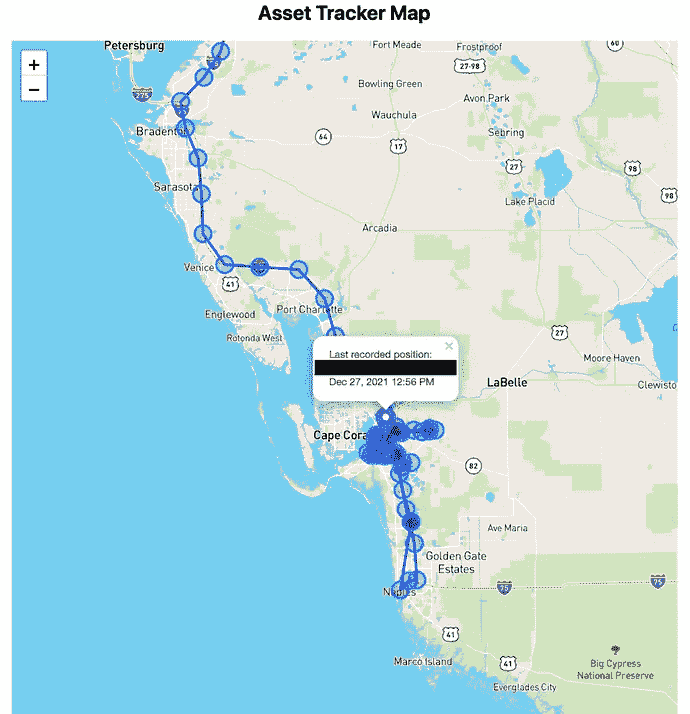 Asset Tracker Map
+
−
Petersburg
Fort Meade
Frostproof
60
27-98
275
Bowling Green
Avon Park
Bradenton
Wauchula
64
17
Sebring
27
98
98
Sarasota
Lake Placid
Arcadia
Venice
41
Port Charlotte
Englewood
Rotonda West
27
Last recorded position:
×
Dec 27, 2021 12:56 PM
Moore Haven
LaBelle
Clewisto
Cape Cora
82
Ave Maria
Golden Gate
Estates
75
75
Naples
41
Marco Island
41
Big Cypress
National Preserve
Everglades City